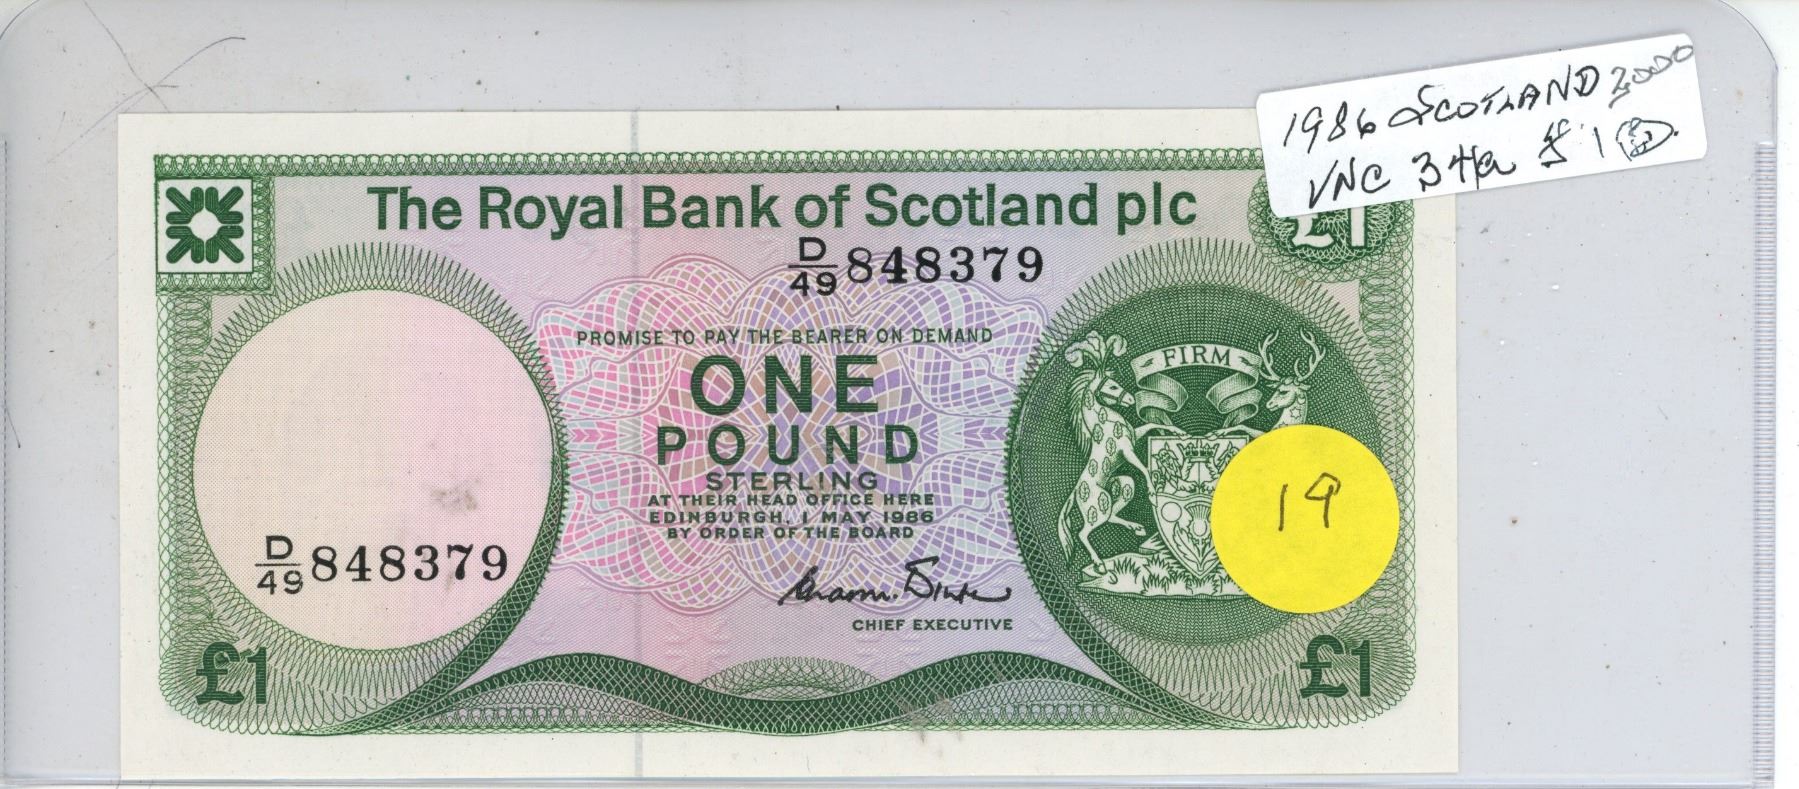 1986 SCOTLAND 2000
UNC 341a £1
The Royal Bank of Scotland plc
£1
D/49 848379
PROMISE TO PAY THE BEARER ON DEMAND
ONE
POUND
STERLING
AT THEIR HEAD OFFICE HERE
EDINBURGH, 1 MAY 1986
BY ORDER OF THE BOARD
FIRM
19
D/49 848379
CHIEF EXECUTIVE
£1
£1